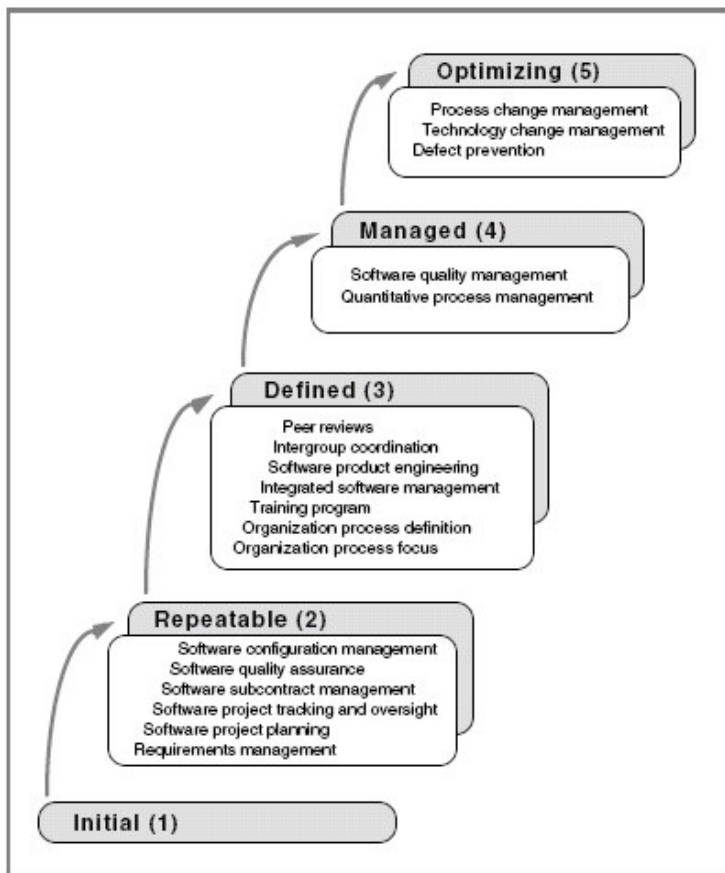 Optimizing (5)
Process change management
Technology change management
Defect prevention
Managed (4)
Software quality management
Quantitative process management
Defined (3)
Peer reviews
Intergroup coordination
Software product engineering
Integrated software management
Training program
Organization process definition
Organization process focus
Repeatable (2)
Software configuration management
Software quality assurance
Software subcontract management
Software project tracking and oversight
Software project planning
Requirements management
Initial (1)